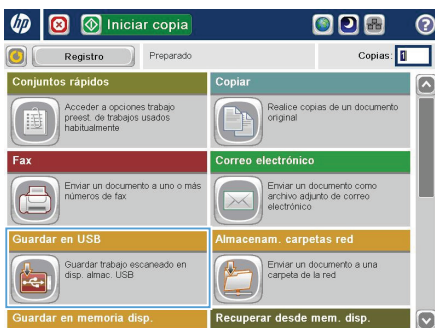 hp
Iniciar copia
?
Registro
Preparado
Copias: 1
Conjuntos rápidos
Acceder a opciones trabajo
preest. de trabajos usados
habitualmente
Copiar
Realice copias de un documento
original
Fax
Enviar un documento a uno o más
números de fax
Correo electrónico
Enviar un documento como
archivo adjunto de correo
electrónico
Guardar en USB
Guardar trabajo escaneado en
disp. almac. USB
Almacenam. carpetas red
Enviar un documento a una
carpeta de la red
Guardar en memoria disp.
Recuperar desde mem. disp.